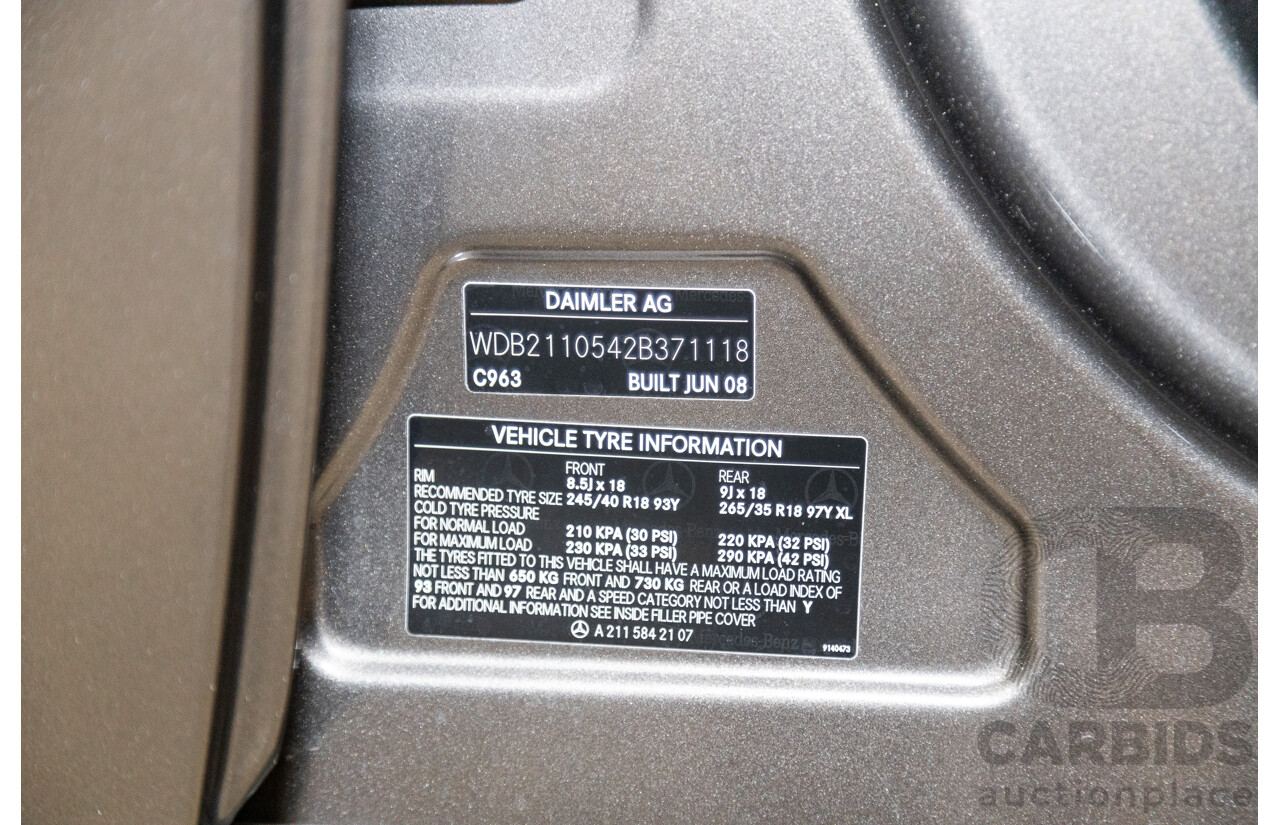 DAIMLER AG
WDB2110542B371118
C963 BUILT JUN 08
VEHICLE TYRE INFORMATION
FRONT REAR
RIM 8.5J x 18 9J x 18
RECOMMENDED TYRE SIZE 245/40 R18 93Y 265/35 R18 97Y XL
COLD TYRE PRESSURE
FOR NORMAL LOAD 210 KPA (30 PSI) 220 KPA (32 PSI)
FOR MAXIMUM LOAD 230 KPA (33 PSI) 290 KPA (42 PSI)
THE TYRES FITTED TO THIS VEHICLE SHALL HAVE A MAXIMUM LOAD RATING
NOT LESS THAN 650 KG FRONT AND 730 KG REAR OR A LOAD INDEX OF
93 FRONT AND 97 REAR AND A SPEED CATEGORY NOT LESS THAN Y
FOR ADDITIONAL INFORMATION SEE INSIDE FILLER PIPE COVER
A 211 584 21 07
Mercedes-Benz
9140473
B
CARBIDS
auctionplace